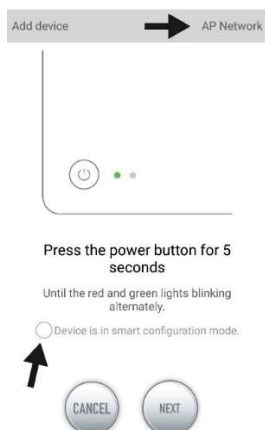 Add device AP Network
Press the power button for 5
seconds
Until the red and green lights blinking
alternately.
Device is in smart configuration mode.
CANCEL NEXT